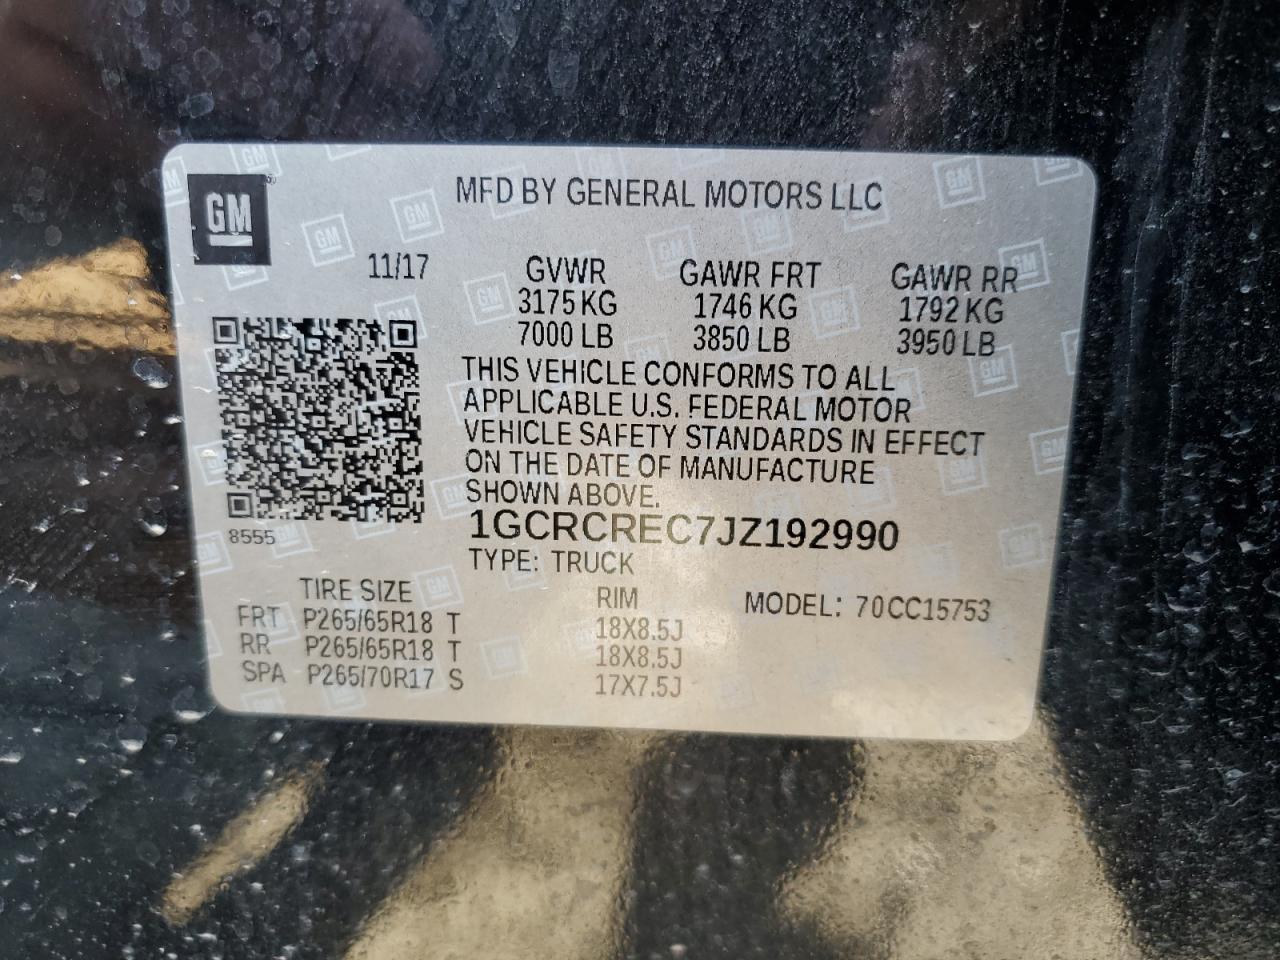 GM
MFD BY GENERAL MOTORS LLC
11/17
GVWR GAWR FRT GAWR RR
3175 KG 1746 KG 1792 KG
7000 LB 3850 LB 3950 LB
THIS VEHICLE CONFORMS TO ALL
APPLICABLE U.S. FEDERAL MOTOR
VEHICLE SAFETY STANDARDS IN EFFECT
ON THE DATE OF MANUFACTURE
SHOWN ABOVE.
8555
1GCRCREC7JZ192990
TYPE: TRUCK
TIRE SIZE RIM MODEL: 70CC15753
FRT P265/65R18 T 18X8.5J
RR P265/65R18 T 18X8.5J
SPA P265/70R17 S 17X7.5J